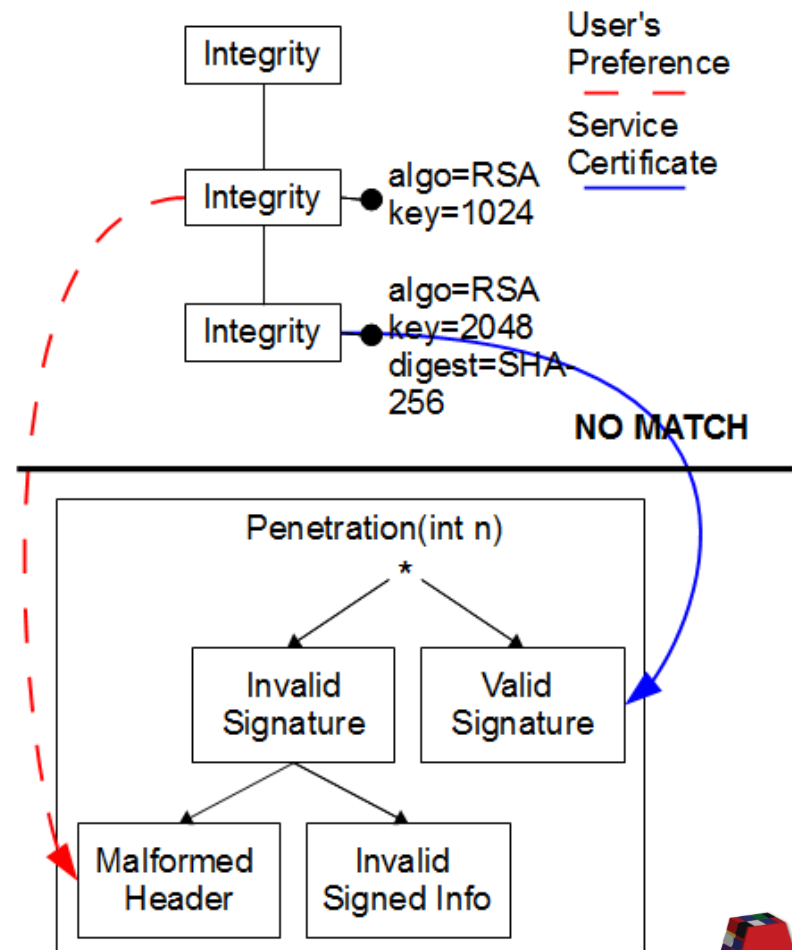 Integrity
User's
Preference
Service
Certificate
Integrity
algo=RSA
key=1024
Integrity
algo=RSA
key=2048
digest=SHA-
256
NO MATCH
Penetration(int n)
*
Invalid
Signature
Valid
Signature
Malformed
Header
Invalid
Signed Info